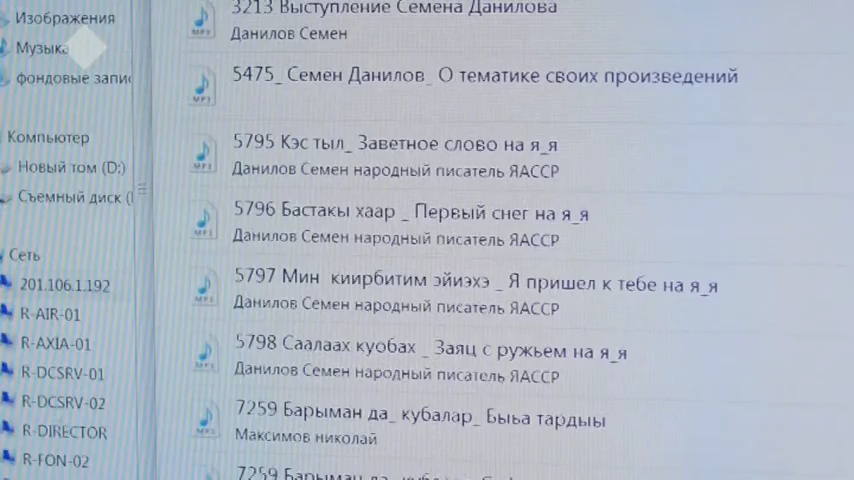 Изображения
Музыка
фондовые запи
Компьютер
Новый том (D:)
Съемный диск (
Сеть
201.106.1.192
R-AIR-01
R-AXIA-01
R-DCSRV-01
R-DCSRV-02
R-DIRECTOR
R-FON-02
3213 Выступление Семена Данилова
Данилов Семен
5475_ Семен Данилов_ О тематике своих произведений
5795 Кэс тыл_ Заветное слово на я_я
Данилов Семен народный писатель ЯАССР
5796 Бастакы хаар _ Первый снег на я_я
Данилов Семен народный писатель ЯАССР
5797 Мин киирбитим эйиэхэ _ Я пришел к тебе на я_я
Данилов Семен народный писатель ЯАССР
5798 Саалаах куобах _ Заяц с ружьем на я_я
Данилов Семен народный писатель ЯАССР
7259 Барыман да_ кубалар_ Быьа тардыы
Максимов николай
7259 Барыман да_